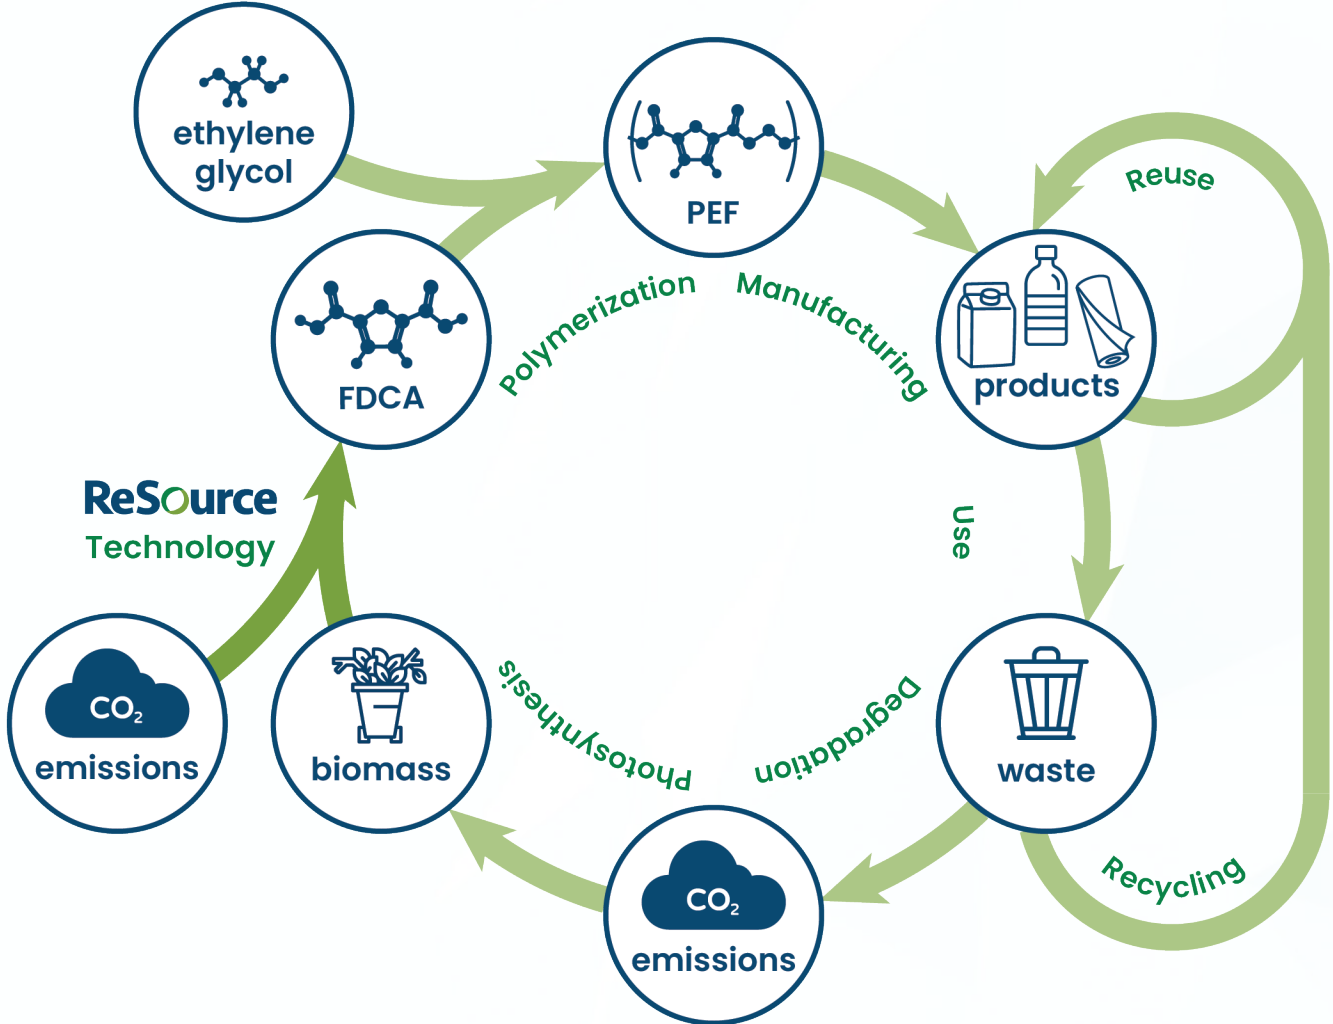 ethylene
glycol
PEF
Reuse
FDCA
Polymerization
Manufacturing
products
ReSource
Technology
Use
CO₂
emissions
biomass
Photosynthesis
Degradation
waste
CO₂
emissions
Recycling